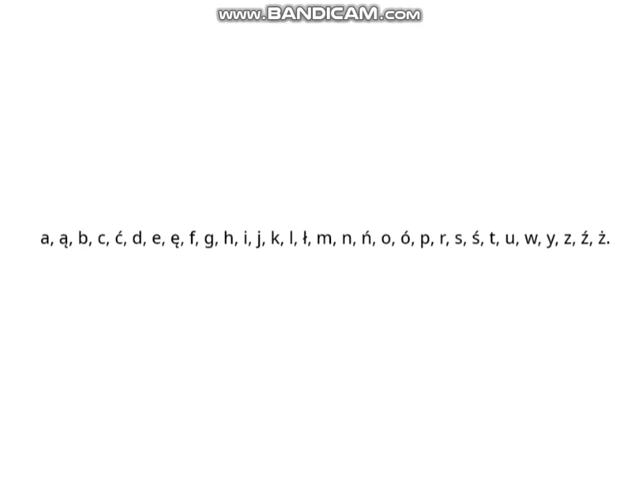 www.BANDICAM.com
a, ą, b, c, ć, d, e, ę, f, g, h, i, j, k, l, ł, m, n, ń, o, ó, p, r, s, ś, t, u, w, y, z, ź, ż.